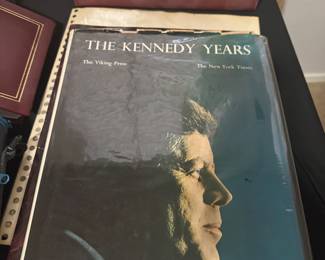 THE KENNEDY YEARS
The Viking Press The New York Times